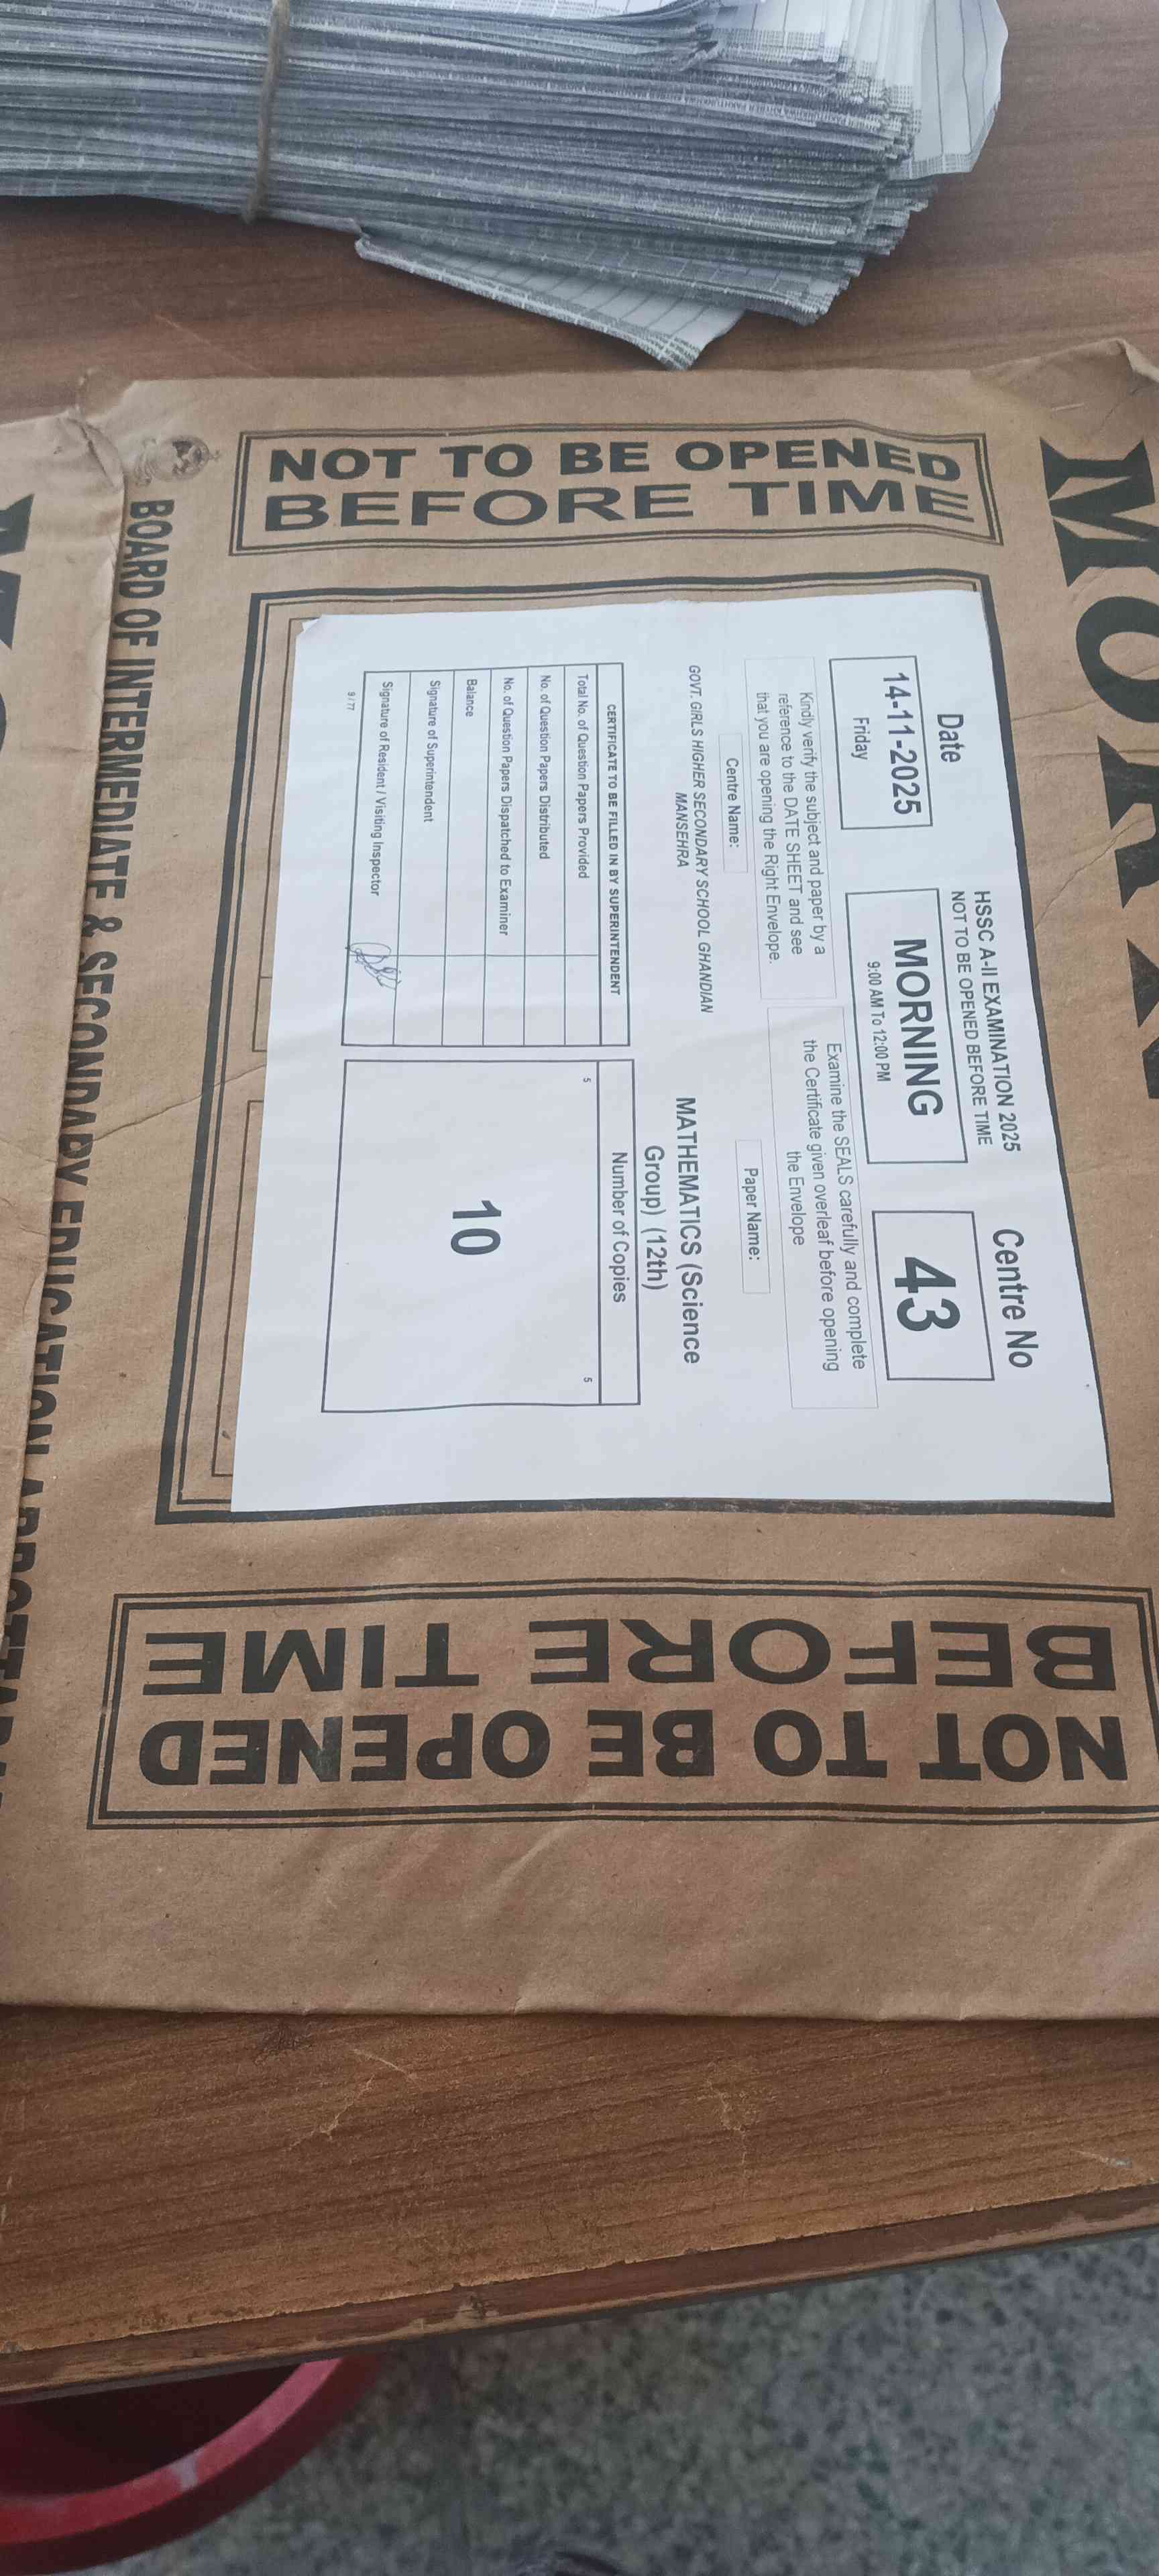 MORN
NOT TO BE OPENED
BEFORE TIME
HSSC A-II EXAMINATION 2025
NOT TO BE OPENED BEFORE TIME
Date
14-11-2025
Friday
MORNING
9:00 AM To 12:00 PM
Centre No
43
Kindly verify the subject and paper by a
reference to the DATE SHEET and see
that you are opening the Right Envelope.
Examine the SEALS carefully and complete
the Certificate given overleaf before opening
the Envelope
Centre Name:
GOVT. GIRLS HIGHER SECONDARY SCHOOL GHANDIAN
MANSEHRA
Paper Name:
MATHEMATICS (Science
Group) (12th)
CERTIFICATE TO BE FILLED IN BY SUPERINTENDENT
Total No. of Question Papers Provided
No. of Question Papers Distributed
No. of Question Papers Dispatched to Examiner
Balance
Signature of Superintendent
Signature of Resident / Visiting Inspector
9 / 77
Number of Copies
5 5
10
NOT TO BE OPENED
BEFORE TIME
BOARD OF INTERMEDIATE & SECONDARY EDUCATION